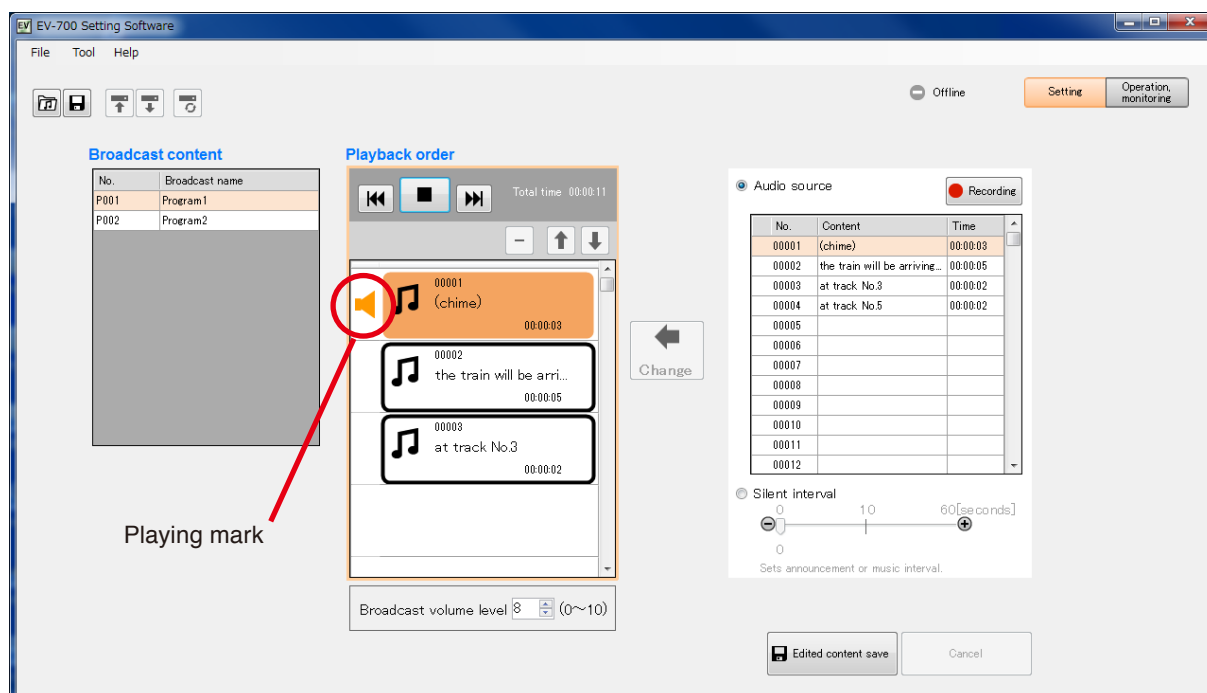 EV EV-700 Setting Software
File Tool Help
Offline
Setting
Operation,
monitoring
Broadcast content
No. Broadcast name
P001 Program1
P002 Program2
Playback order
Total time 00:00:11
00001
(chime)
00:00:03
00002
the train will be arri...
00:00:05
00003
at track No.3
00:00:02
Playing mark
Broadcast volume level 8 (0～10)
Change
Audio source
Recording
No. Content Time
00001 (chime) 00:00:03
00002 the train will be arriving... 00:00:05
00003 at track No.3 00:00:02
00004 at track No.5 00:00:02
00005
00006
00007
00008
00009
00010
00011
00012
Silent interval
0 10 60[seconds]
0
Sets announcement or music interval.
Edited content save
Cancel